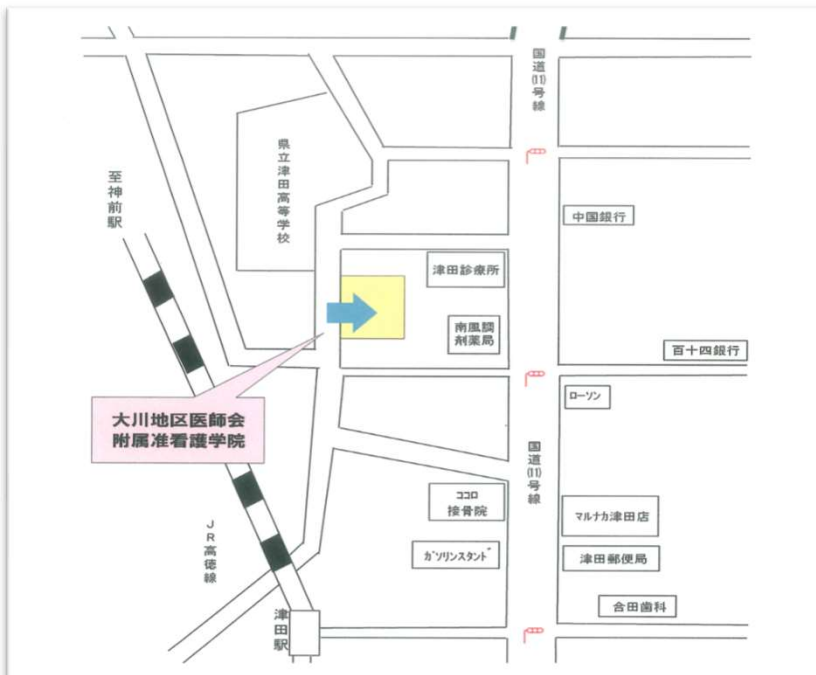 国道(11)号線
県立津田高等学校
至神前駅
中国銀行
津田診療所
南風調
剤薬局
百十四銀行
ローソン
大川地区医師会
附属准看護学院
国道(11)号線
ココロ
接骨院
マルナカ津田店
ガソリンスタンド
津田郵便局
JR高徳線
合田歯科
津田駅